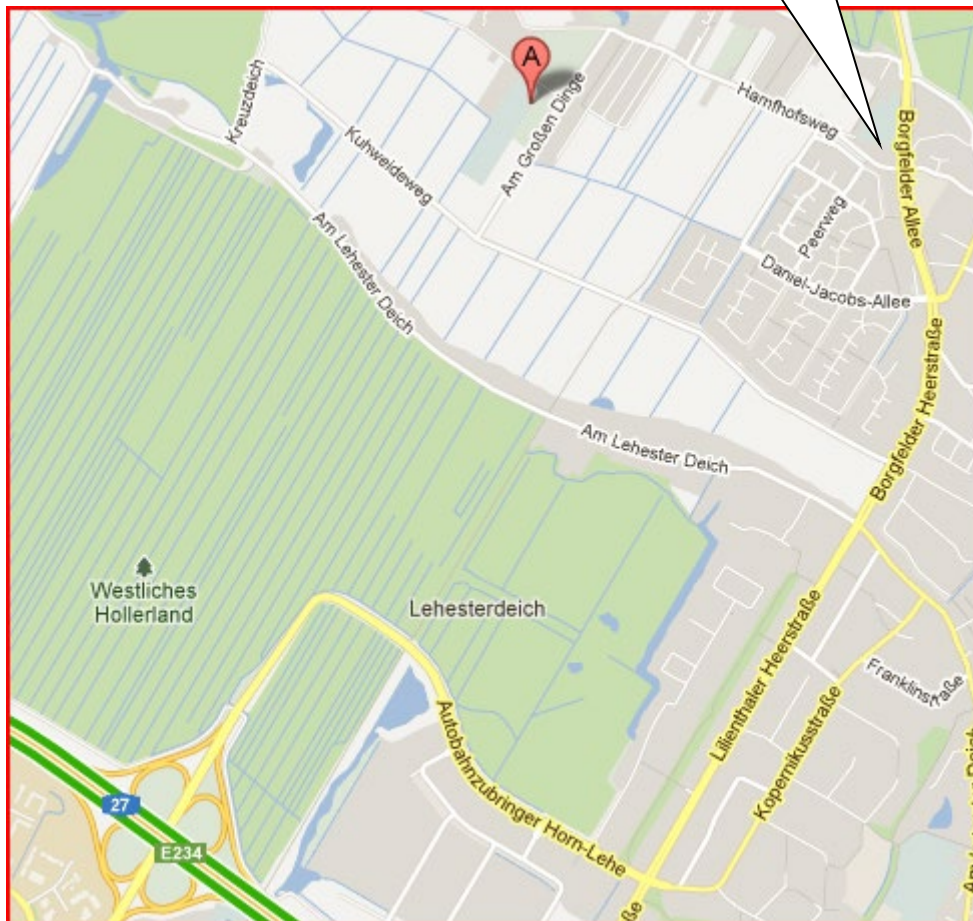 A
Kreuzdeich
Kuhweideweg
Am Großen Dinge
Hamfhofsweg
Borgfelder Allee
Peerweg
Daniel-Jacobs-Allee
Am Lehester Deich
Borgfelder Heerstraße
Am Lehester Deich
Westliches
Hollerland
Lehesterdeich
Lilienthaler Heerstraße
Franklinstraße
Kopernikusstraße
Autobahnzubringer Horn-Lehe
27
E234